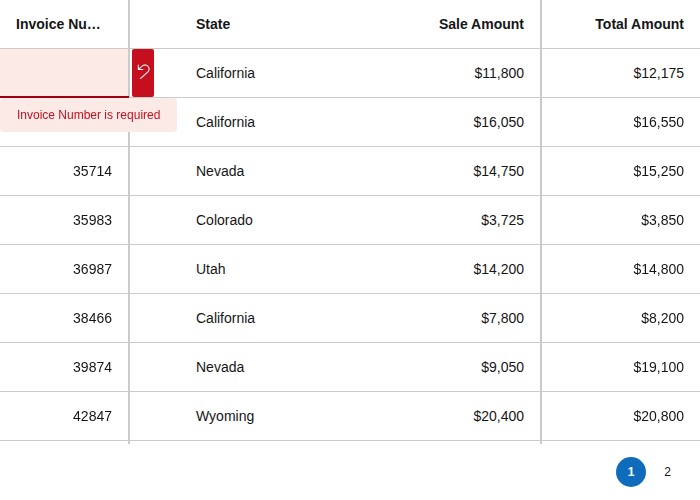 Invoice Nu… State Sale Amount Total Amount
California $11,800 $12,175
Invoice Number is required California $16,050 $16,550
35714 Nevada $14,750 $15,250
35983 Colorado $3,725 $3,850
36987 Utah $14,200 $14,800
38466 California $7,800 $8,200
39874 Nevada $9,050 $19,100
42847 Wyoming $20,400 $20,800
1 2